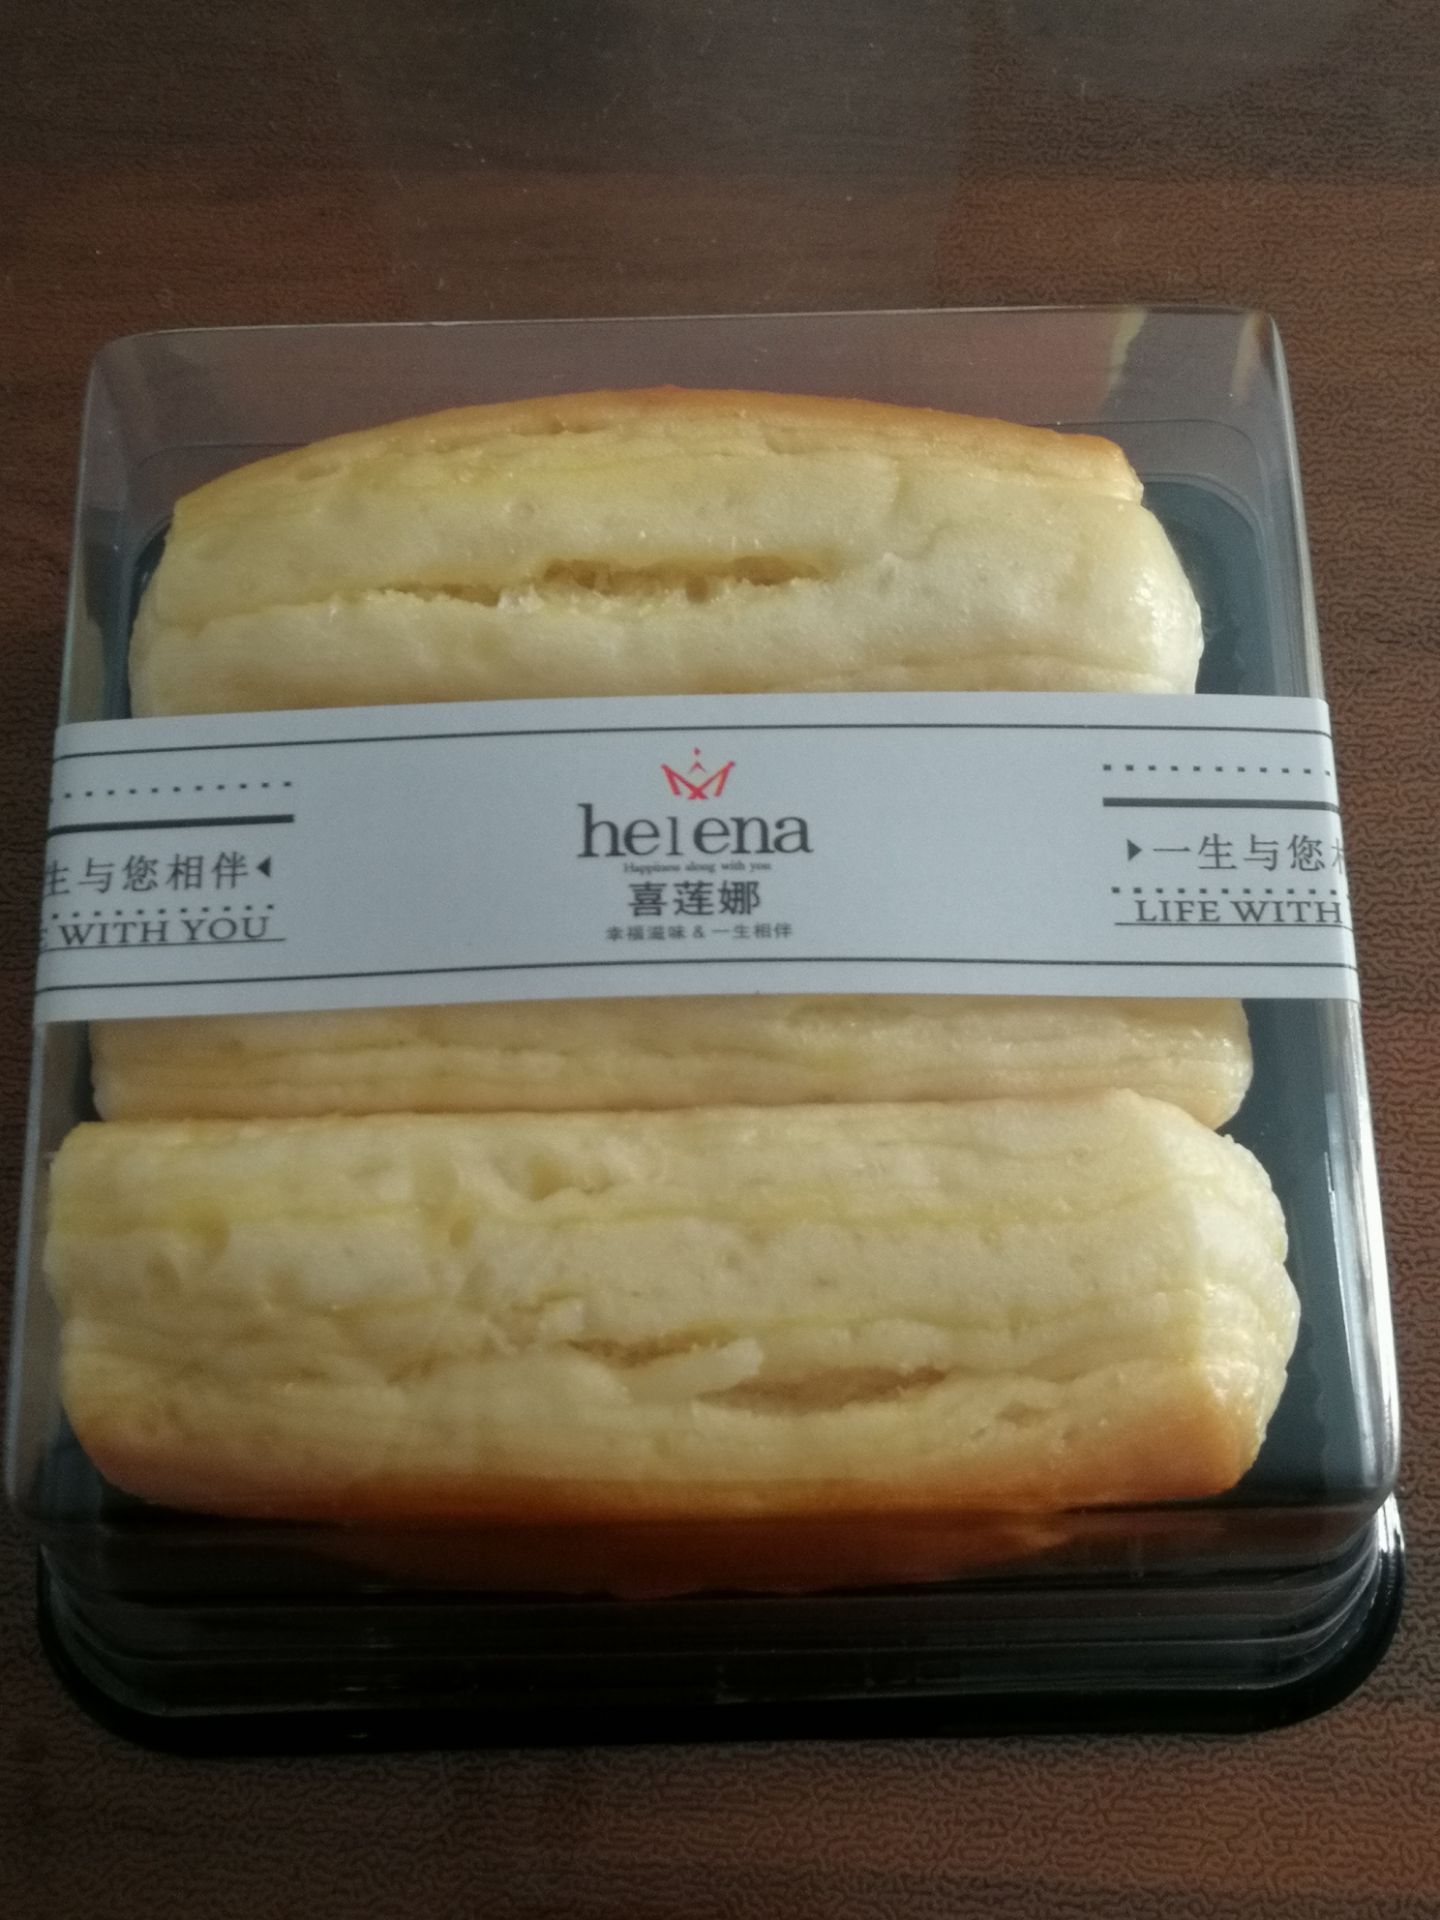 helena
Happiness along with you
喜莲娜
幸福滋味 & 一生相伴
生与您相伴
WITH YOU
一生与您
LIFE WITH